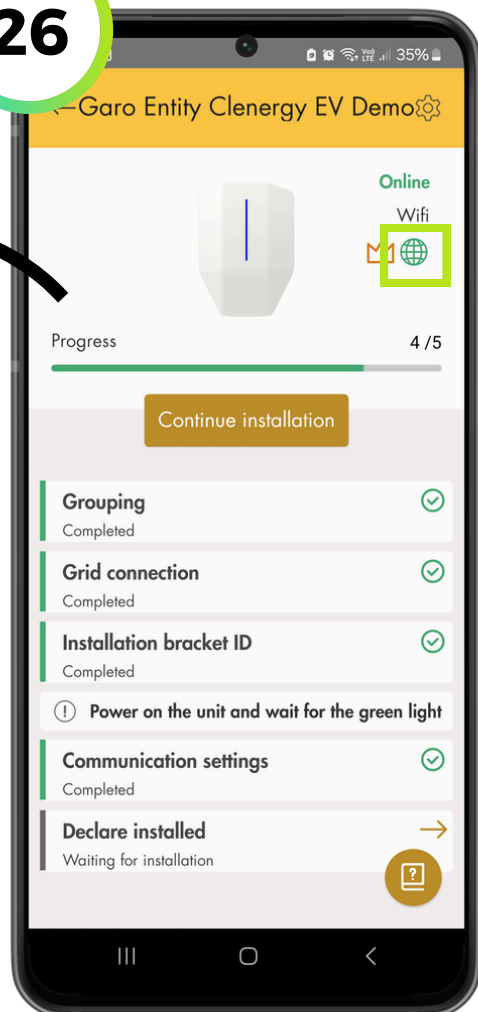 26
35%
Garo Entity Clenergy EV Demo
Online
Wifi
Progress 4/5
Continue installation
Grouping
Completed
Grid connection
Completed
Installation bracket ID
Completed
Power on the unit and wait for the green light
Communication settings
Completed
Declare installed
Waiting for installation